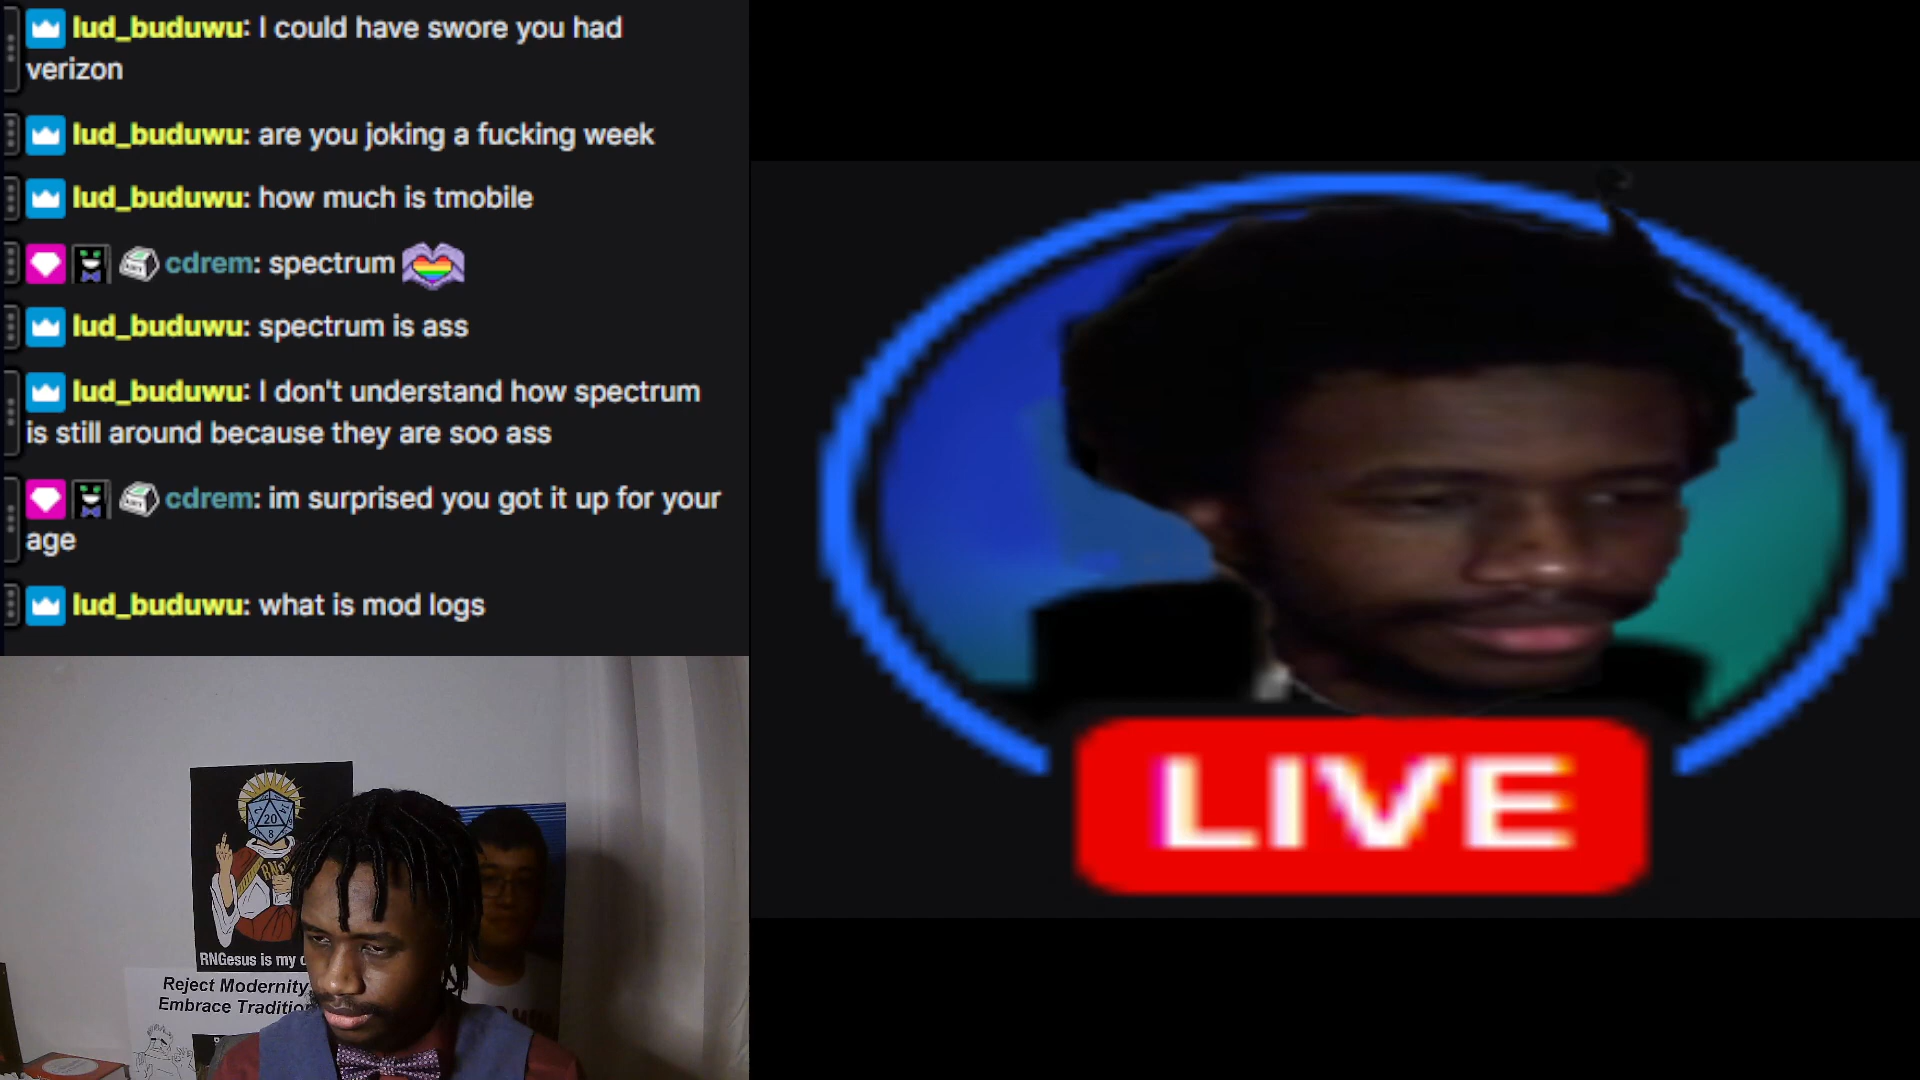 lud_buduwu: I could have swore you had
verizon
lud_buduwu: are you joking a fucking week
lud_buduwu: how much is tmobile
cdrem: spectrum
lud_buduwu: spectrum is ass
lud_buduwu: I don't understand how spectrum
is still around because they are soo ass
cdrem: im surprised you got it up for your
age
lud_buduwu: what is mod logs
LIVE
20
8
RNGesus is my
Reject Modernity
Embrace Traditio